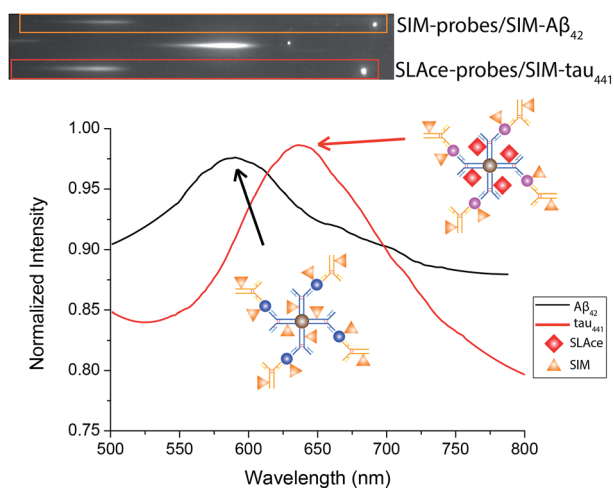 SIM-probes/SIM-Aβ₄₂
SLAce-probes/SIM-tau₄₄₁
1.00
0.95
0.90
0.85
0.80
0.75
Normalized Intensity
500 550 600 650 700 750 800
Wavelength (nm)
Aβ₄₂
tau₄₄₁
SLAce
SIM